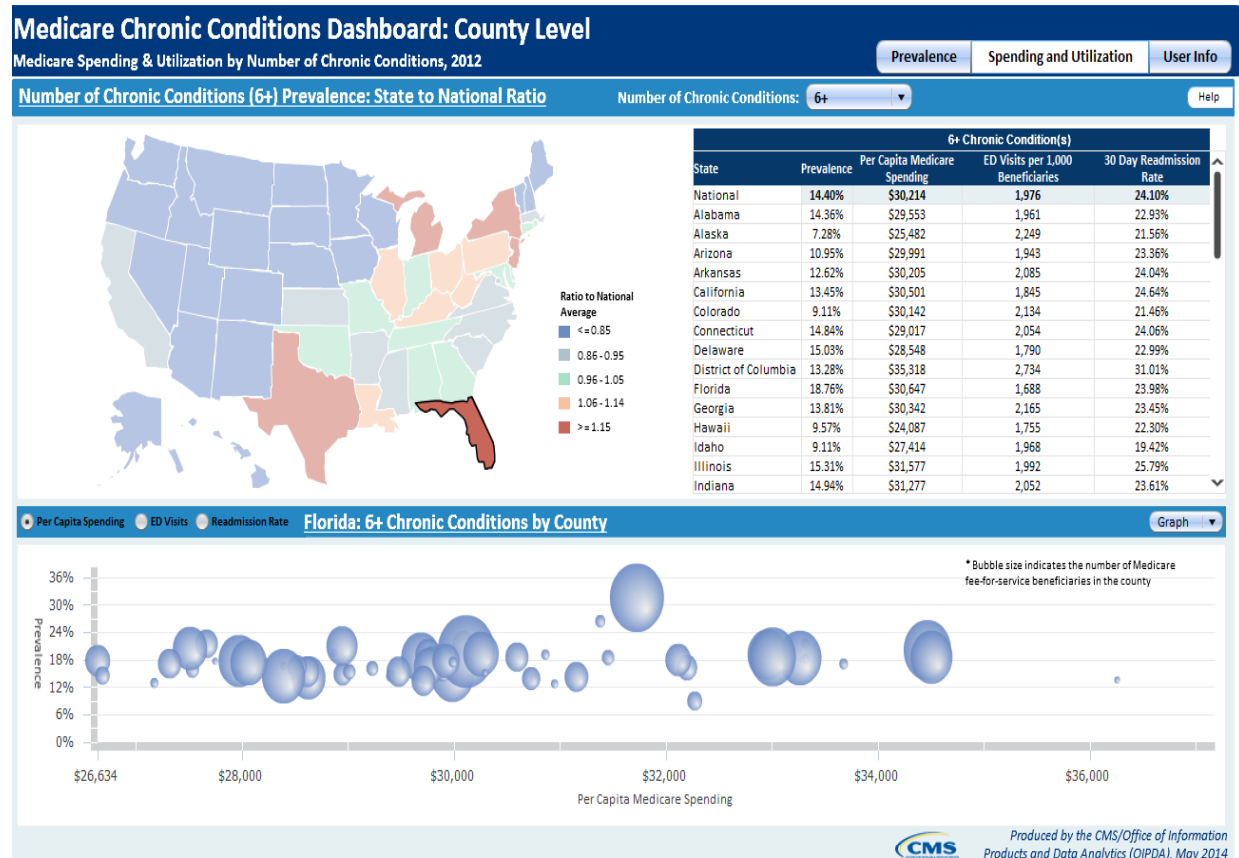 Medicare Chronic Conditions Dashboard: County Level
Medicare Spending & Utilization by Number of Chronic Conditions, 2012
Prevalence
Spending and Utilization
User Info
Number of Chronic Conditions (6+) Prevalence: State to National Ratio
Number of Chronic Conditions: 6+
Help
Ratio to National
Average
<=0.85
0.86-0.95
0.96-1.05
1.06-1.14
>=1.15
6+ Chronic Condition(s)
State Prevalence Per Capita Medicare Spending ED Visits per 1,000 Beneficiaries 30 Day Readmission Rate
National 14.40% $30,214 1,976 24.10%
Alabama 14.36% $29,553 1,961 22.93%
Alaska 7.28% $25,482 2,249 21.56%
Arizona 10.95% $29,991 1,943 23.36%
Arkansas 12.62% $30,205 2,085 24.04%
California 13.45% $30,501 1,845 24.64%
Colorado 9.11% $30,142 2,134 21.46%
Connecticut 14.84% $29,017 2,054 24.06%
Delaware 15.03% $28,548 1,790 22.99%
District of Columbia 13.28% $35,318 2,734 31.01%
Florida 18.76% $30,647 1,688 23.98%
Georgia 13.81% $30,342 2,165 23.45%
Hawaii 9.57% $24,087 1,755 22.30%
Idaho 9.11% $27,414 1,968 19.42%
Illinois 15.31% $31,577 1,992 25.79%
Indiana 14.94% $31,277 2,052 23.61%
Per Capita Spending ED Visits Readmission Rate
Florida: 6+ Chronic Conditions by County
Graph
* Bubble size indicates the number of Medicare
fee-for-service beneficiaries in the county
Prevalence
36%
30%
24%
18%
12%
6%
0%
$26,634 $28,000 $30,000 $32,000 $34,000 $36,000
Per Capita Medicare Spending
CMS
Produced by the CMS/Office of Information
Products and Data Analytics (OIPDA), May 2014